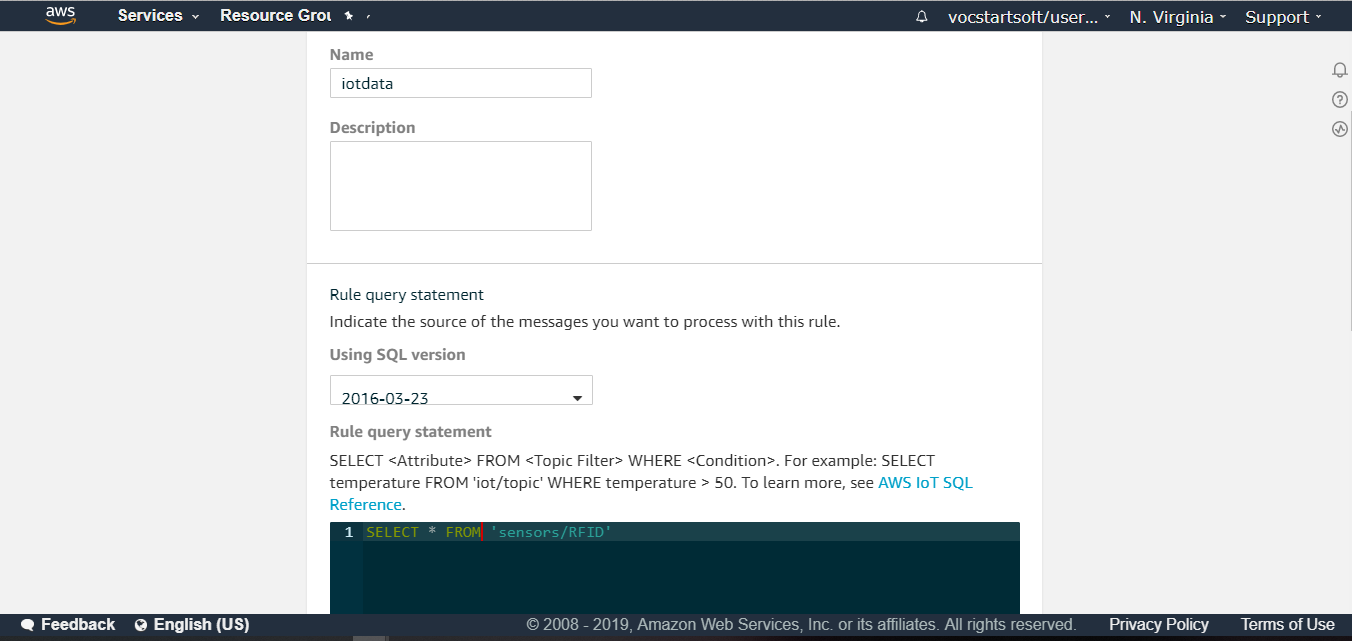 aws Services Resource Grou vocstartsoft/user... N. Virginia Support
Name
iotdata
Description
Rule query statement
Indicate the source of the messages you want to process with this rule.
Using SQL version
2016-03-23
Rule query statement
SELECT <Attribute> FROM <Topic Filter> WHERE <Condition>. For example: SELECT
temperature FROM 'iot/topic' WHERE temperature > 50. To learn more, see AWS IoT SQL
Reference.
1 SELECT * FROM 'sensors/RFID'
Feedback English (US) © 2008 - 2019, Amazon Web Services, Inc. or its affiliates. All rights reserved. Privacy Policy Terms of Use